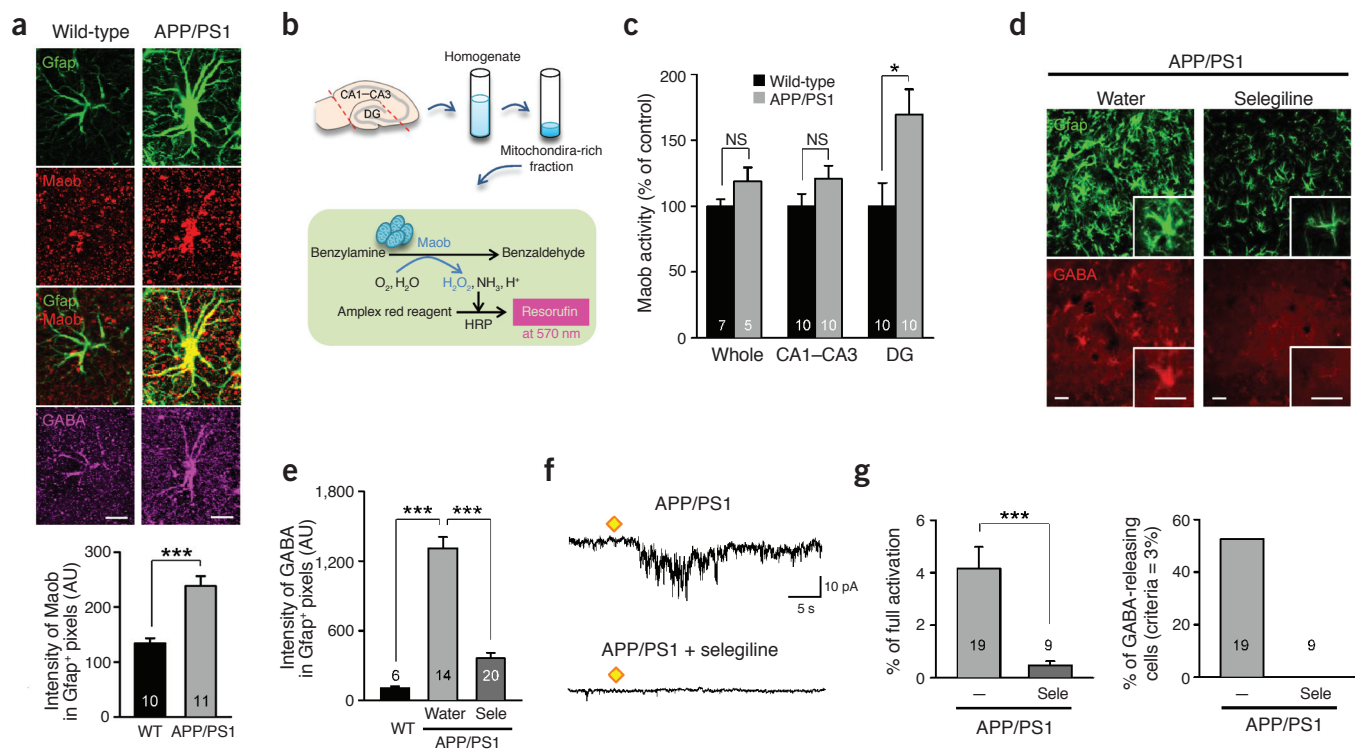 a
Wild-type
APP/PS1
Gfap
Maob
Gfap
Maob
GABA
300
200
100
0
Intensity of Maob
in Gfap+ pixels (AU)
***
10
11
WT
APP/PS1
b
Homogenate
CA1–CA3
DG
Mitochondira-rich
fraction
Maob
Benzylamine
Benzaldehyde
O2, H2O
H2O2, NH3, H+
Amplex red reagent
HRP
Resorufin
at 570 nm
c
Wild-type
APP/PS1
Maob activity (% of control)
200
150
100
50
0
NS
NS
*
7
5
10
10
10
10
Whole
CA1–CA3
DG
d
APP/PS1
Water
Selegiline
Gfap
GABA
e
Intensity of GABA
in Gfap+ pixels (AU)
1,800
1,200
600
0
***
***
6
14
20
WT
Water
Sele
APP/PS1
f
APP/PS1
10 pA
5 s
APP/PS1 + selegiline
g
% of full activation
6
4
2
0
***
19
9
—
Sele
APP/PS1
% of GABA-releasing
cells (criteria = 3%)
60
40
20
0
19
9
—
Sele
APP/PS1